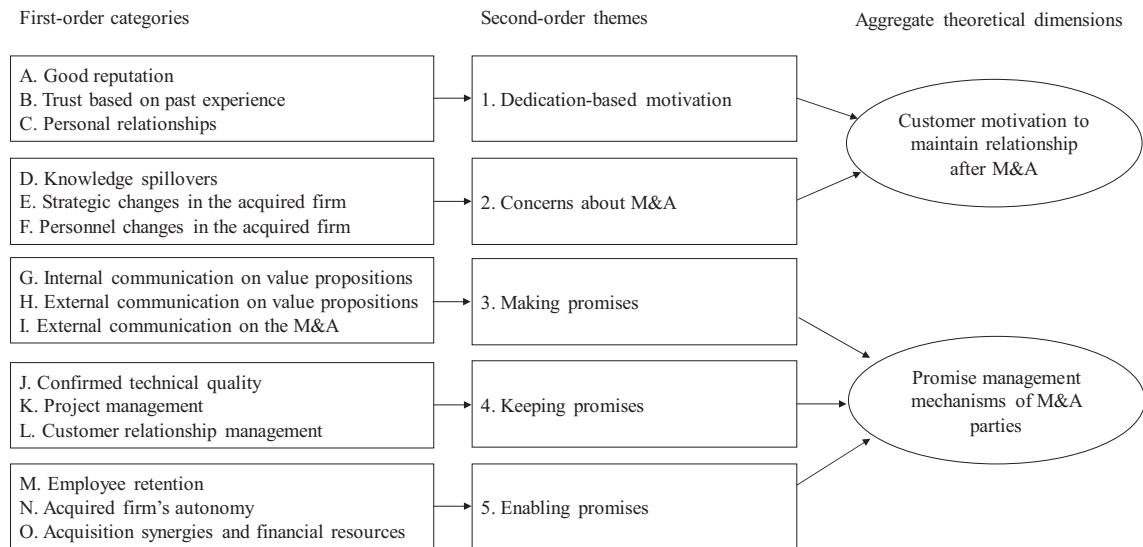 First-order categories
Second-order themes
Aggregate theoretical dimensions
A. Good reputation
B. Trust based on past experience
C. Personal relationships
1. Dedication-based motivation
Customer motivation to
maintain relationship
after M&A
D. Knowledge spillovers
E. Strategic changes in the acquired firm
F. Personnel changes in the acquired firm
2. Concerns about M&A
G. Internal communication on value propositions
H. External communication on value propositions
I. External communication on the M&A
3. Making promises
J. Confirmed technical quality
K. Project management
L. Customer relationship management
4. Keeping promises
Promise management
mechanisms of M&A
parties
M. Employee retention
N. Acquired firm's autonomy
O. Acquisition synergies and financial resources
5. Enabling promises